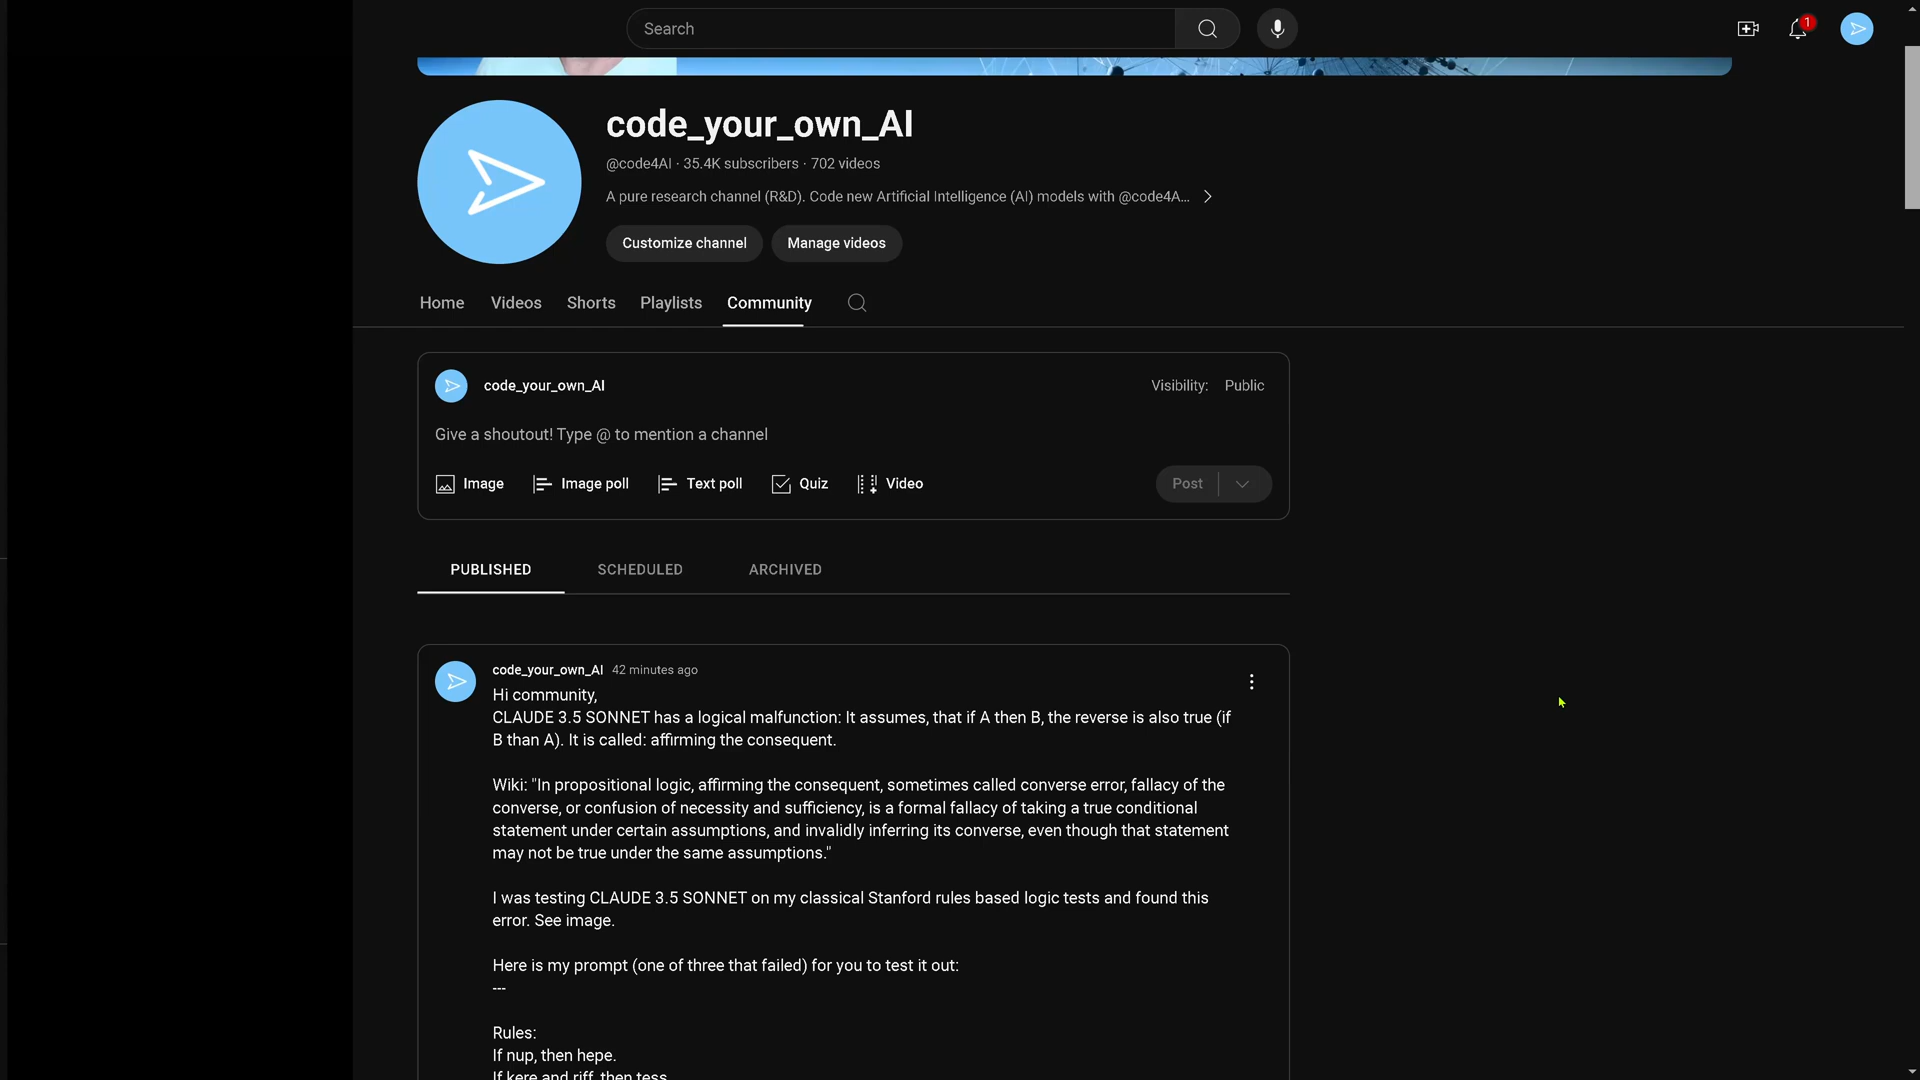 Search
1
code_your_own_AI
@code4AI · 35.4K subscribers · 702 videos
A pure research channel (R&D). Code new Artificial Intelligence (AI) models with @code4A...
Customize channel
Manage videos
Home
Videos
Shorts
Playlists
Community
code_your_own_AI
Visibility:
Public
Give a shoutout! Type @ to mention a channel
Image
Image poll
Text poll
Quiz
Video
Post
PUBLISHED
SCHEDULED
ARCHIVED
code_your_own_AI 42 minutes ago
Hi community,
CLAUDE 3.5 SONNET has a logical malfunction: It assumes, that if A then B, the reverse is also true (if
B than A). It is called: affirming the consequent.
Wiki: "In propositional logic, affirming the consequent, sometimes called converse error, fallacy of the
converse, or confusion of necessity and sufficiency, is a formal fallacy of taking a true conditional
statement under certain assumptions, and invalidly inferring its converse, even though that statement
may not be true under the same assumptions."
I was testing CLAUDE 3.5 SONNET on my classical Stanford rules based logic tests and found this
error. See image.
Here is my prompt (one of three that failed) for you to test it out:
---
Rules:
If nup, then hepe.
If kere and riff, then tess